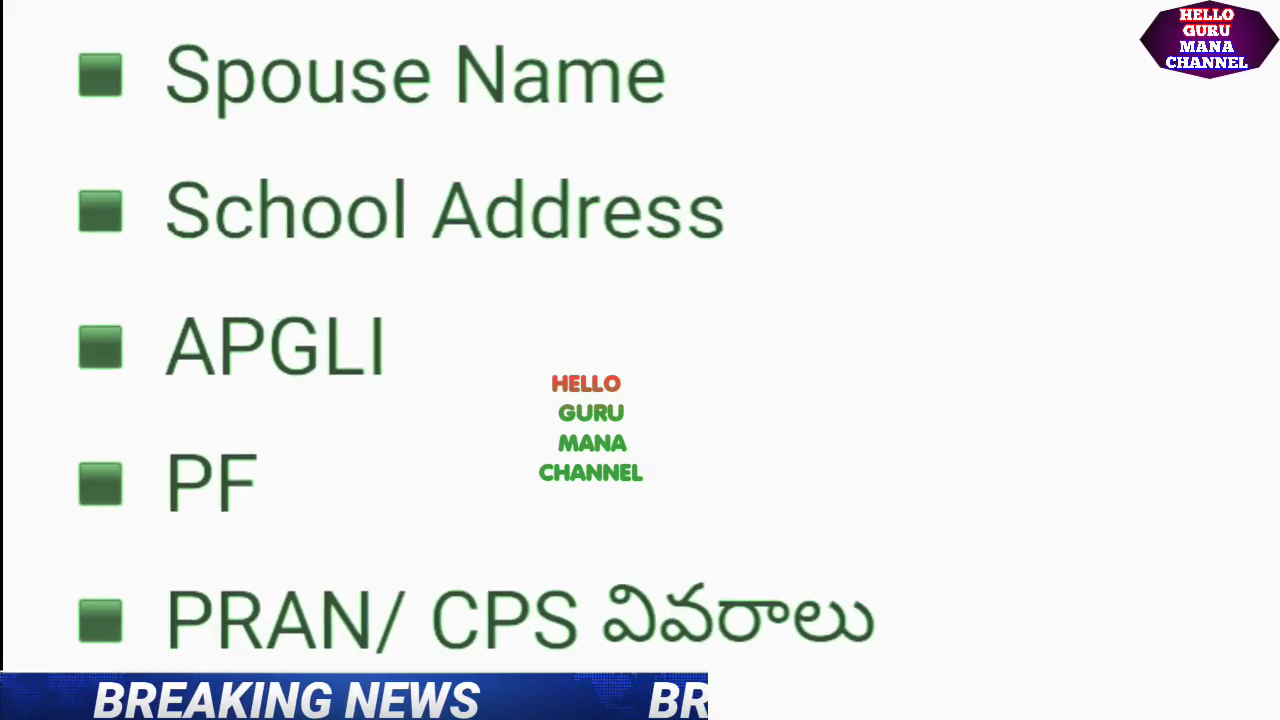 HELLO
GURU
MANA
CHANNEL
Spouse Name
School Address
APGLI
HELLO
GURU
MANA
CHANNEL
PF
PRAN/ CPS వివరాలు
BREAKING NEWS BR